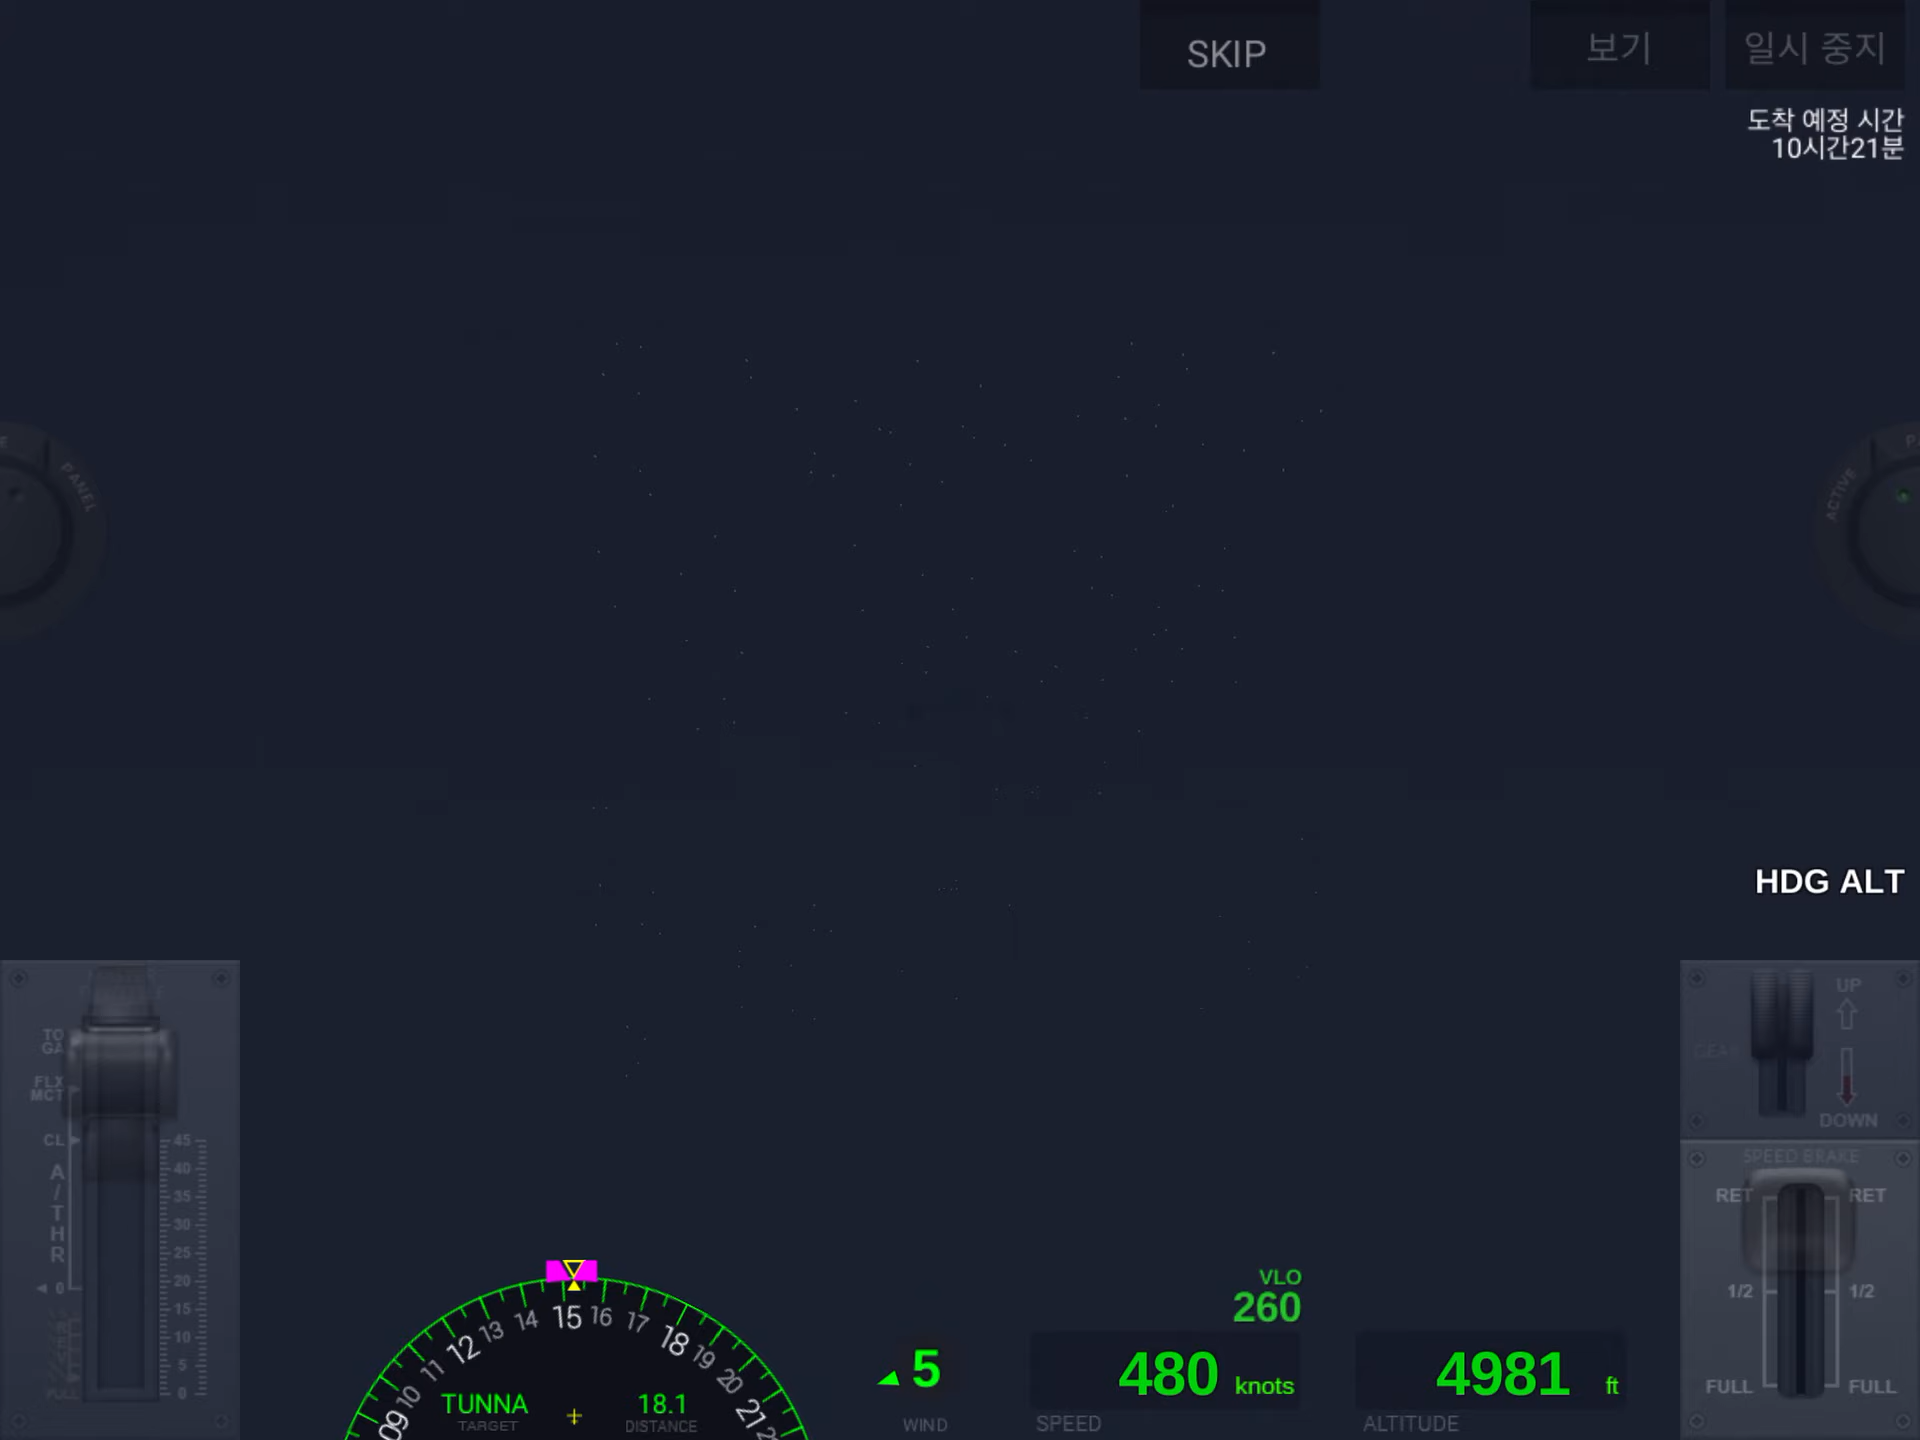 SKIP
보기
일시 중지
도착 예정 시간
10시간21분
PANEL
ACTIVE
HDG ALT
TO
GA
FLX
MCT
CL
A
/
T
H
R
0
45
40
35
30
25
20
15
10
5
0
UP
GEAR
DOWN
SPEED BRAKE
RET
RET
1/2
1/2
FULL
FULL
09
10
11
12
13
14
15
16
17
18
19
20
21
TUNNA
TARGET
18.1
DISTANCE
5
WIND
VLO
260
480 knots
SPEED
4981 ft
ALTITUDE